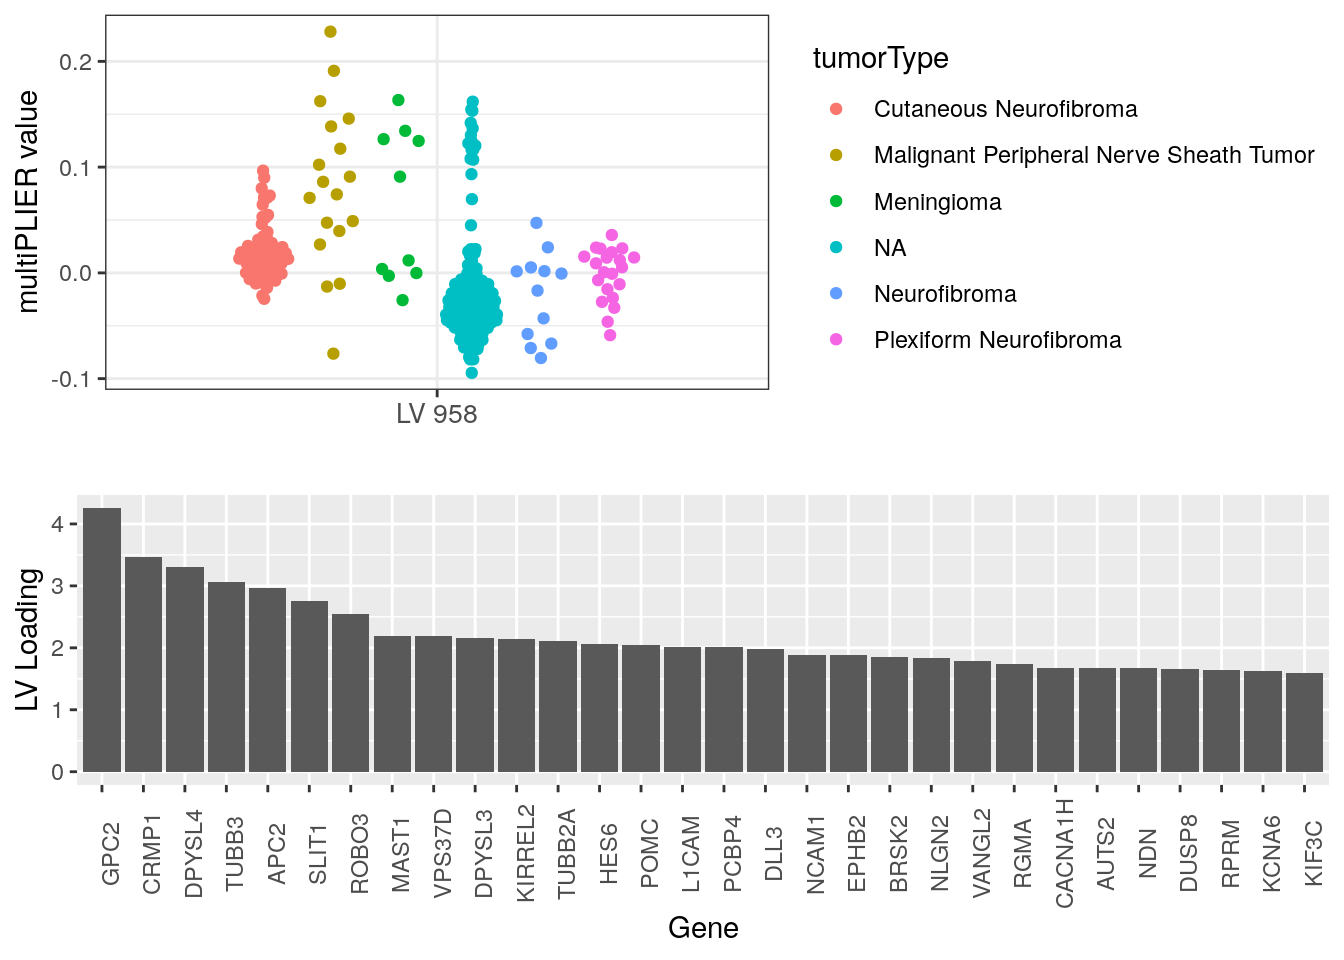 multiPLIER value
0.2
0.1
0.0
-0.1
LV 958
tumorType
Cutaneous Neurofibroma
Malignant Peripheral Nerve Sheath Tumor
Meningioma
NA
Neurofibroma
Plexiform Neurofibroma
LV Loading
4
3
2
1
0
GPC2
CRMP1
DPYSL4
TUBB3
APC2
SLIT1
ROBO3
MAST1
VPS37D
DPYSL3
KIRREL2
TUBB2A
HES6
POMC
L1CAM
PCBP4
DLL3
NCAM1
EPHB2
BRSK2
NLGN2
VANGL2
RGMA
CACNA1H
AUTS2
NDN
DUSP8
RPRM
KCNA6
KIF3C
Gene